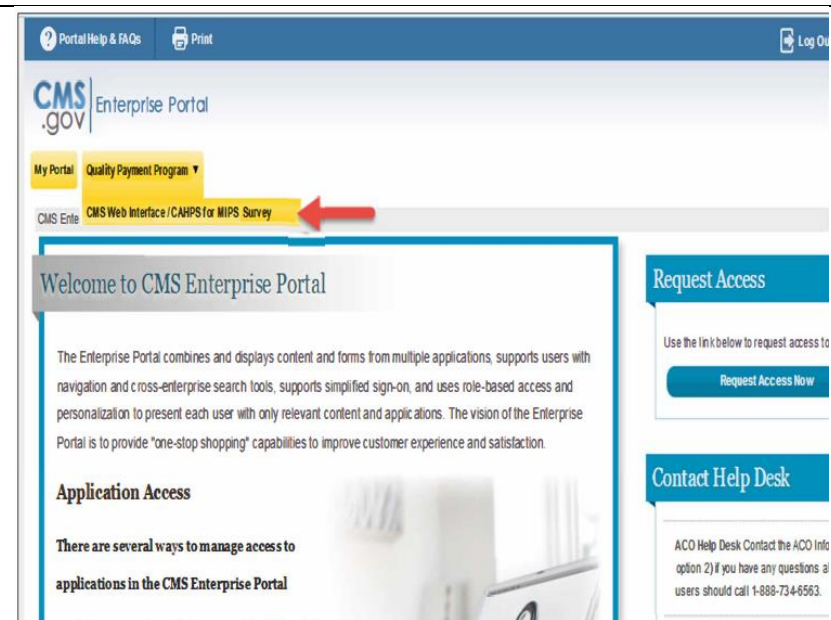 Portal Help & FAQs
Print
Log Ou
CMS
.gov
Enterprise Portal
My Portal
Quality Payment Program ▼
CMS Ente
CMS Web Interface / CAHPS for MIPS Survey
Welcome to CMS Enterprise Portal
The Enterprise Portal combines and displays content and forms from multiple applications, supports users with
navigation and cross-enterprise search tools, supports simplified sign-on, and uses role-based access and
personalization to present each user with only relevant content and applications. The vision of the Enterprise
Portal is to provide "one-stop shopping" capabilities to improve customer experience and satisfaction.
Application Access
There are several ways to manage access to
applications in the CMS Enterprise Portal
Request Access
Use the link below to request access to
Request Access Now
Contact Help Desk
ACO Help Desk Contact the ACO Info
option 2) if you have any questions a
users should call 1-888-734-6563.